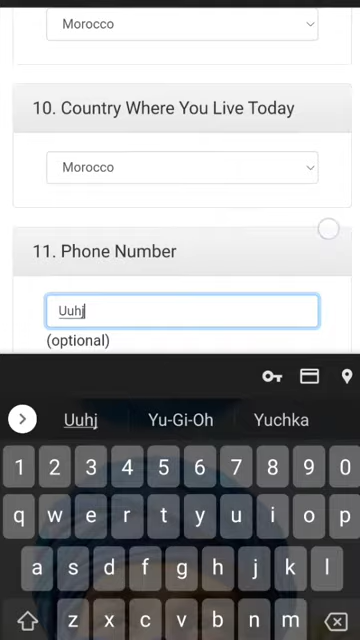 Morocco
10. Country Where You Live Today
Morocco
11. Phone Number
Uuhj
(optional)
Uuhj Yu-Gi-Oh Yuchka
1 2 3 4 5 6 7 8 9 0
q w e r t y u i o p
a s d f g h j k l
z x c v b n m